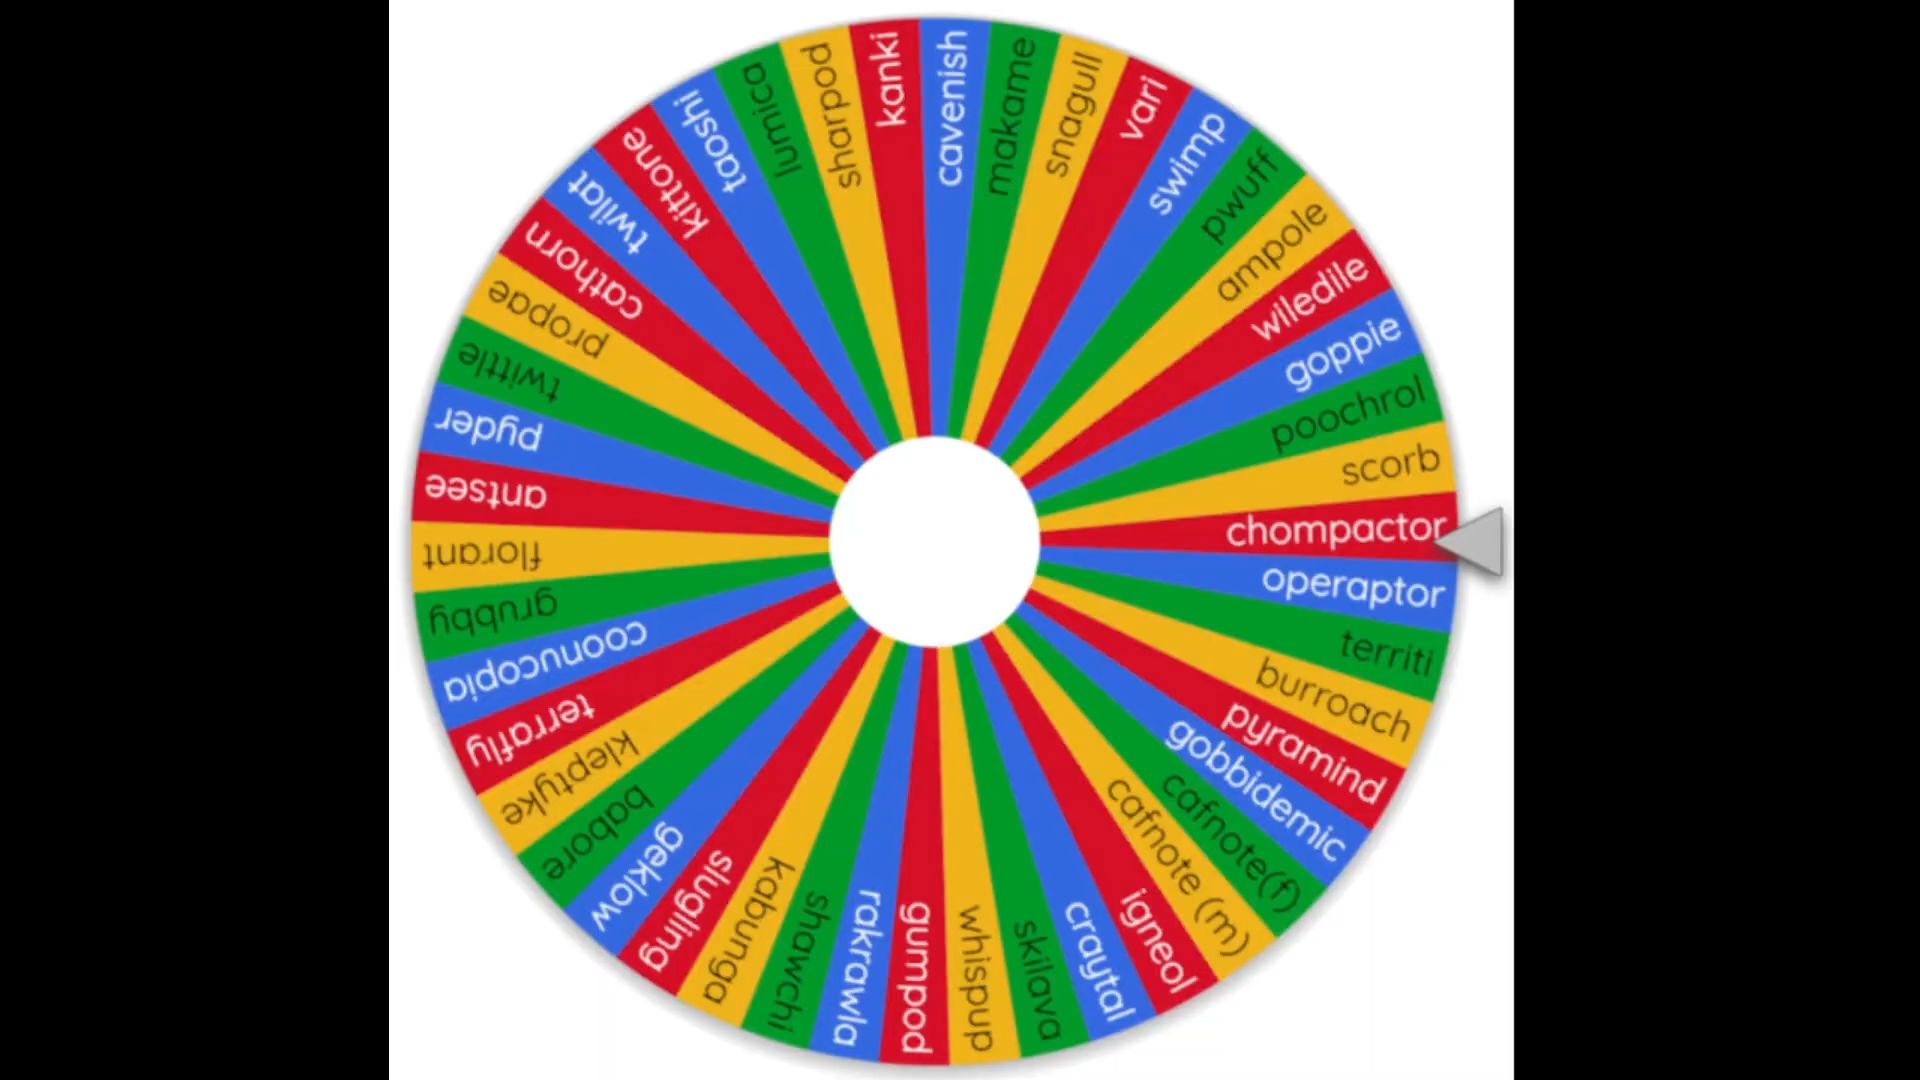 cavenish
makame
snagull
vari
swimp
pwuff
ampole
wiledile
goppie
poochrol
scorb
chompactor
operaptor
territi
burroach
pyramind
gobbidemic
cafnote(f)
cafnote (m)
igneol
craytal
skilava
whispup
gumpod
rakrawla
shawchi
kabunga
slugling
geklow
babore
kleptyke
terrafly
coonucopia
grubby
florant
antsee
pyder
twittle
propae
cathorn
twilat
kittone
taoshi
lumica
sharpod
kanki